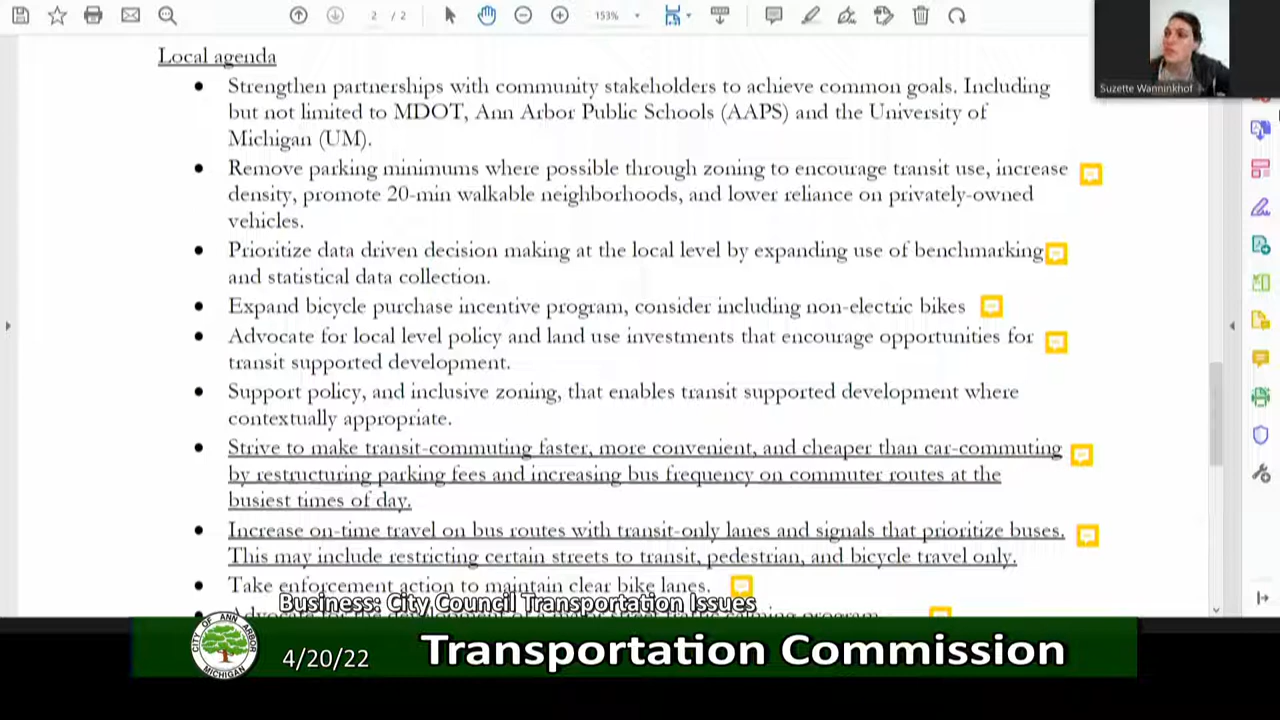 2 / 2
153%
Suzette Wanninkhof
Local agenda
Strengthen partnerships with community stakeholders to achieve common goals. Including
but not limited to MDOT, Ann Arbor Public Schools (AAPS) and the University of
Michigan (UM).
Remove parking minimums where possible through zoning to encourage transit use, increase
density, promote 20-min walkable neighborhoods, and lower reliance on privately-owned
vehicles.
Prioritize data driven decision making at the local level by expanding use of benchmarking
and statistical data collection.
Expand bicycle purchase incentive program, consider including non-electric bikes
Advocate for local level policy and land use investments that encourage opportunities for
transit supported development.
Support policy, and inclusive zoning, that enables transit supported development where
contextually appropriate.
Strive to make transit-commuting faster, more convenient, and cheaper than car-commuting
by restructuring parking fees and increasing bus frequency on commuter routes at the
busiest times of day.
Increase on-time travel on bus routes with transit-only lanes and signals that prioritize buses.
This may include restricting certain streets to transit, pedestrian, and bicycle travel only.
Take enforcement action to maintain clear bike lanes.
Business: City Council Transportation Issues
CITY OF ANN ARBOR
MICHIGAN
4/20/22
Transportation Commission